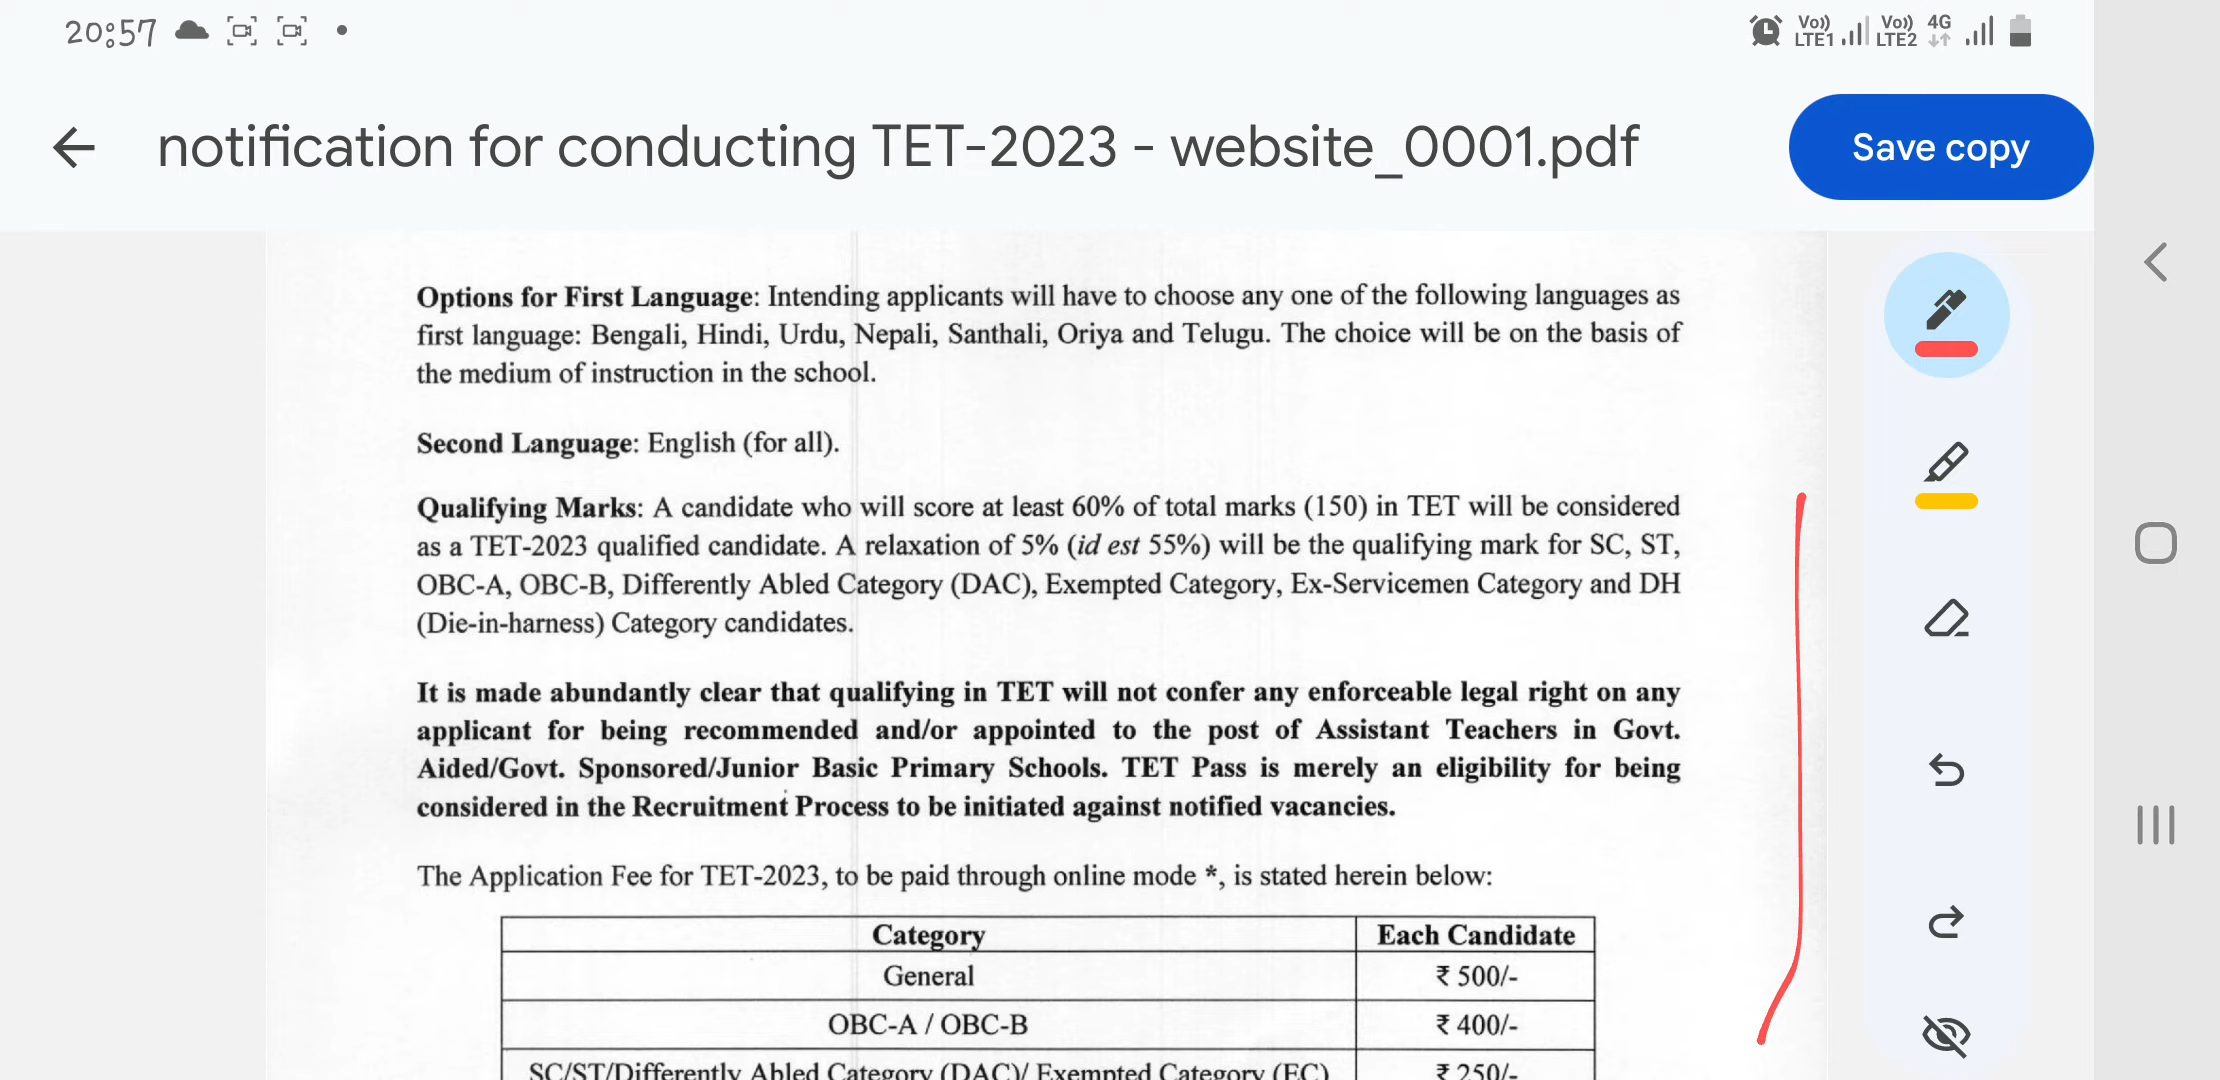 20:57
Vo)) LTE1 Vo)) LTE2 4G
notification for conducting TET-2023 - website_0001.pdf
Save copy
Options for First Language: Intending applicants will have to choose any one of the following languages as
first language: Bengali, Hindi, Urdu, Nepali, Santhali, Oriya and Telugu. The choice will be on the basis of
the medium of instruction in the school.
Second Language: English (for all).
Qualifying Marks: A candidate who will score at least 60% of total marks (150) in TET will be considered
as a TET-2023 qualified candidate. A relaxation of 5% (id est 55%) will be the qualifying mark for SC, ST,
OBC-A, OBC-B, Differently Abled Category (DAC), Exempted Category, Ex-Servicemen Category and DH
(Die-in-harness) Category candidates.
It is made abundantly clear that qualifying in TET will not confer any enforceable legal right on any
applicant for being recommended and/or appointed to the post of Assistant Teachers in Govt.
Aided/Govt. Sponsored/Junior Basic Primary Schools. TET Pass is merely an eligibility for being
considered in the Recruitment Process to be initiated against notified vacancies.
The Application Fee for TET-2023, to be paid through online mode *, is stated herein below:
Category Each Candidate
General ₹ 500/-
OBC-A / OBC-B ₹ 400/-
SC/ST/Differently Abled Category (DAC)/ Exempted Category (EC) ₹ 250/-